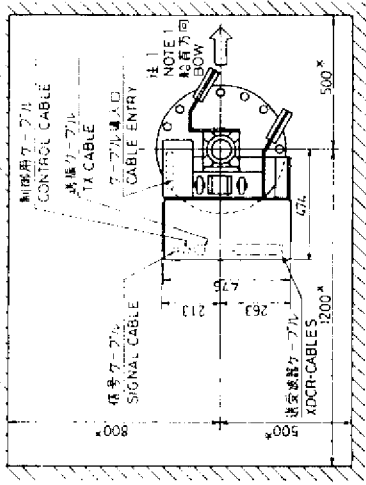 制御用ケーブル
CONTROL CABLE
送振ケーブル
TX CABLE
ケーブル導入口
CABLE ENTRY
注 1
NOTE 1
船首方向
BOW
500*
474
1200*
476
213
263
信号ケーブル
SIGNAL CABLE
送受波器ケーブル
XDCR-CABLES
800*
500*